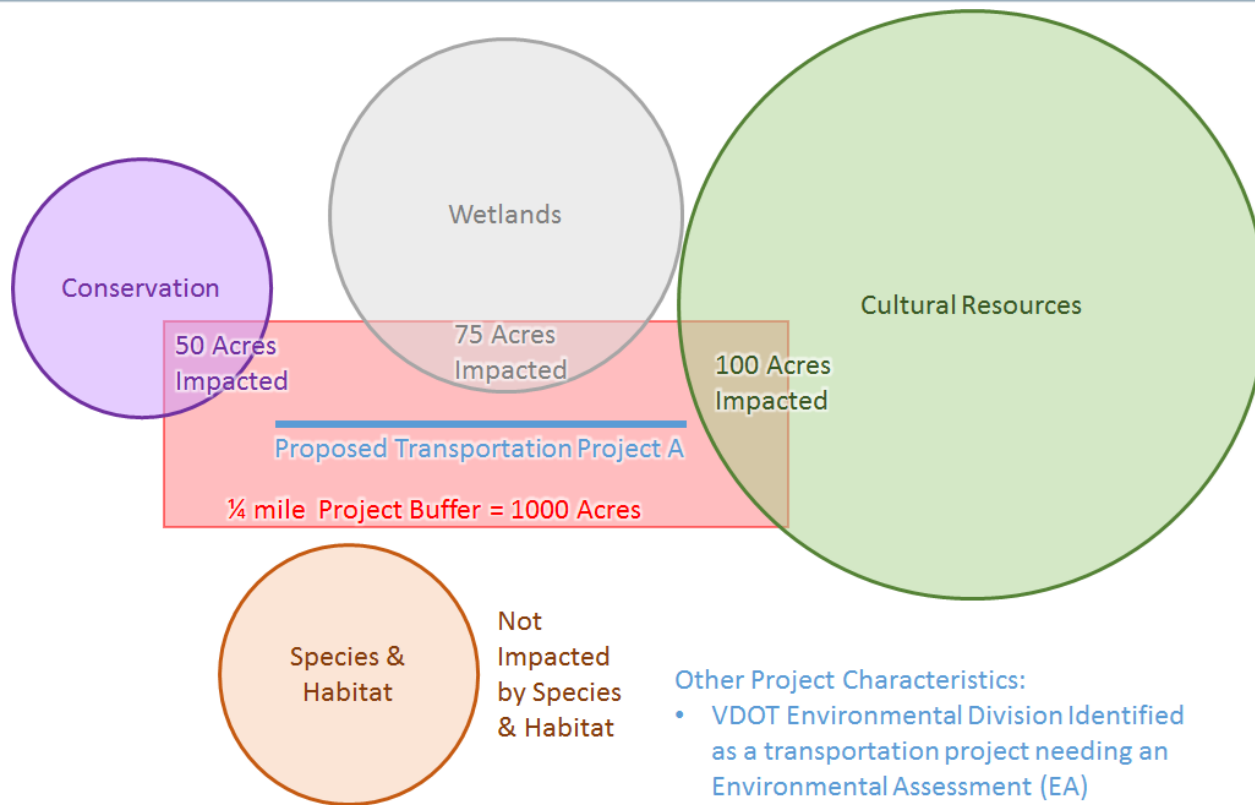 Wetlands
Conservation
Cultural Resources
50 Acres
Impacted
75 Acres
Impacted
100 Acres
Impacted
Proposed Transportation Project A
¼ mile Project Buffer = 1000 Acres
Species &
Habitat
Not
Impacted
by Species
& Habitat
Other Project Characteristics:
• VDOT Environmental Division Identified
as a transportation project needing an
Environmental Assessment (EA)